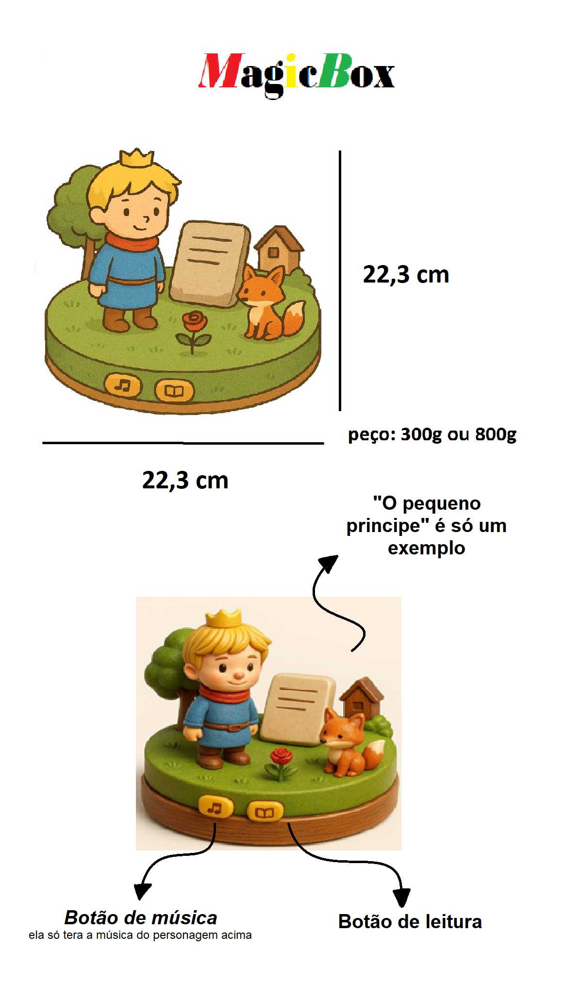 MagicBox
22,3 cm
peço: 300g ou 800g
22,3 cm
"O pequeno
principe" é só um
exemplo
Botão de música
ela só tera a música do personagem acima
Botão de leitura